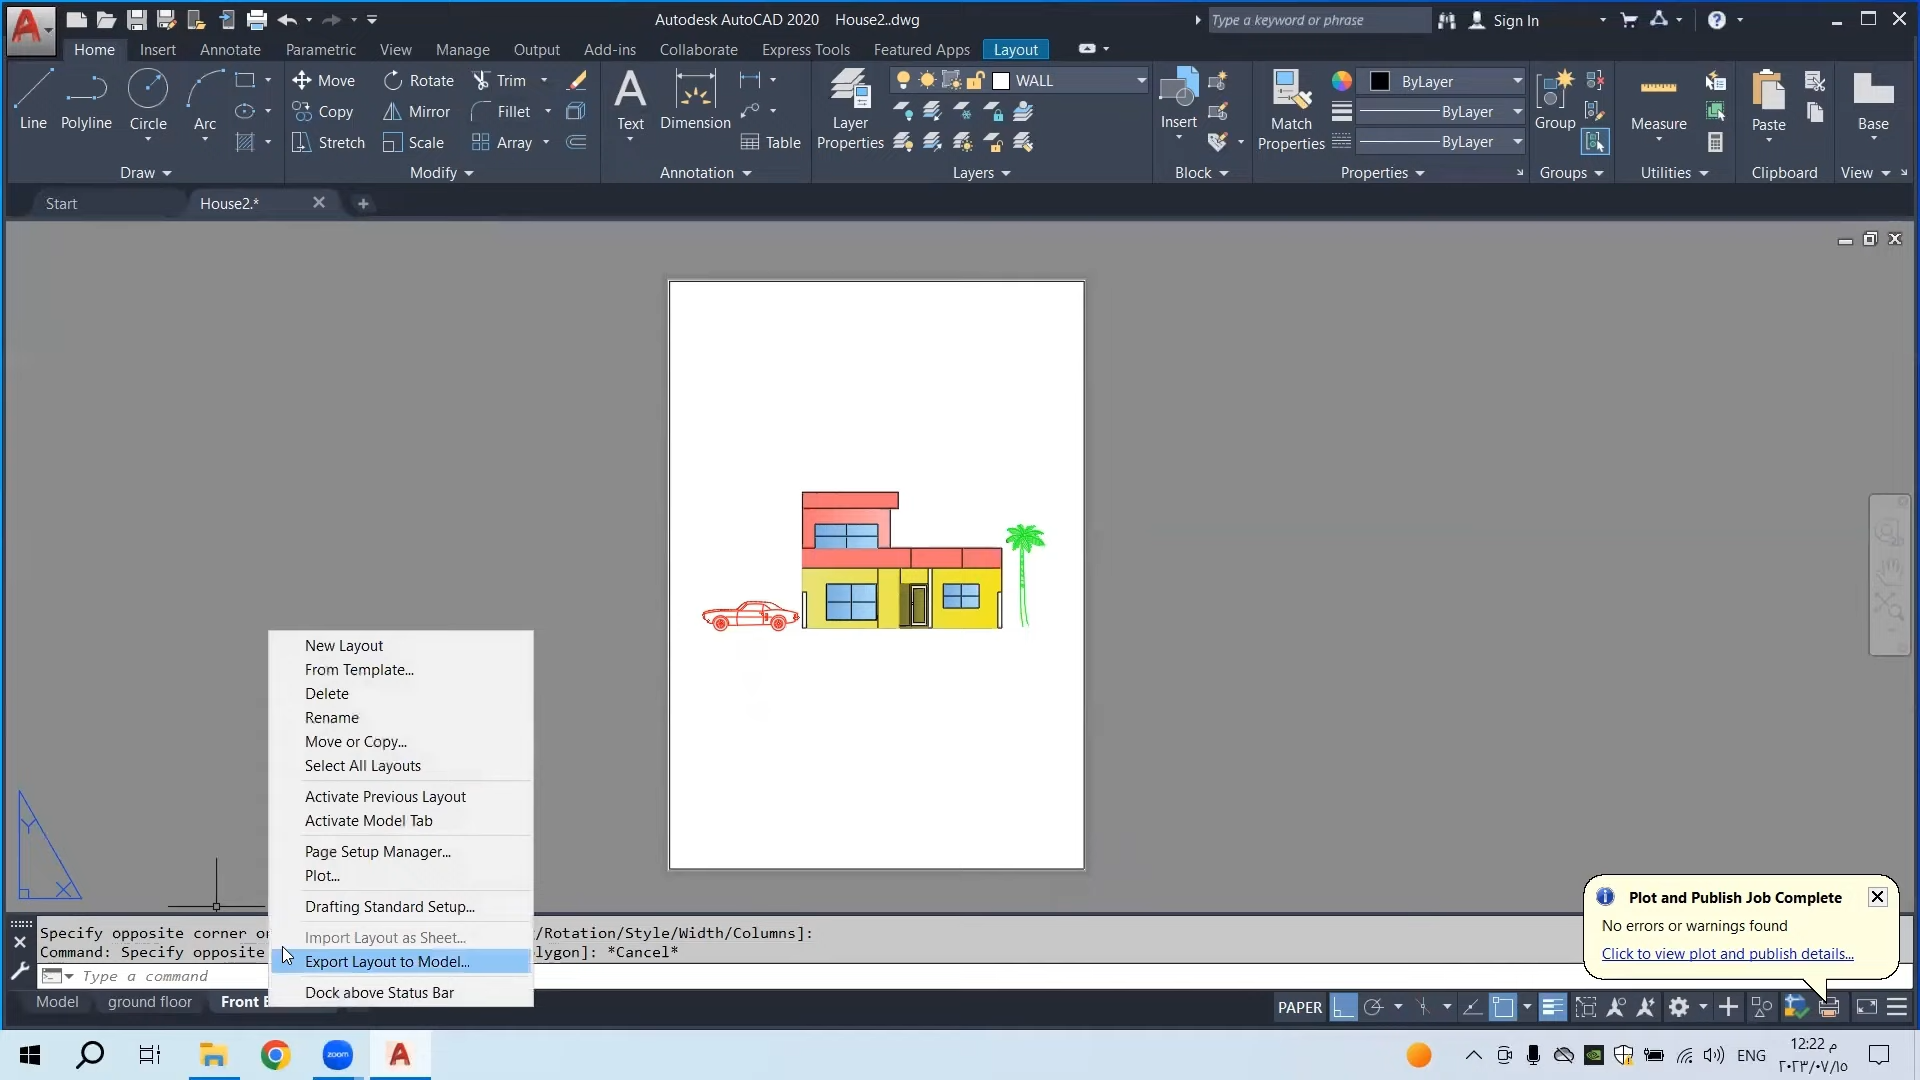 Autodesk AutoCAD 2020 House2..dwg
Type a keyword or phrase
Sign In
Home Insert Annotate Parametric View Manage Output Add-ins Collaborate Express Tools Featured Apps Layout
Line Polyline Circle Arc
Draw
Move Rotate Trim
Copy Mirror Fillet
Stretch Scale Array
Modify
Text Dimension Table
Annotation
Layer Properties
WALL
Layers
Insert
Block
Match Properties
ByLayer
ByLayer
ByLayer
Properties
Group
Groups
Measure
Utilities
Paste
Clipboard
Base
View
Start House2.*
New Layout
From Template...
Delete
Rename
Move or Copy...
Select All Layouts
Activate Previous Layout
Activate Model Tab
Page Setup Manager...
Plot...
Drafting Standard Setup...
Import Layout as Sheet...
Export Layout to Model...
Dock above Status Bar
Y
X
Specify opposite corner or /Rotation/Style/Width/Columns]:
Command: Specify opposite lygon]: *Cancel*
Type a command
Plot and Publish Job Complete
No errors or warnings found
Click to view plot and publish details...
Model ground floor Front E
PAPER
zoom
ENG
12:22 م
٢٠٢٣/٠٧/١٥